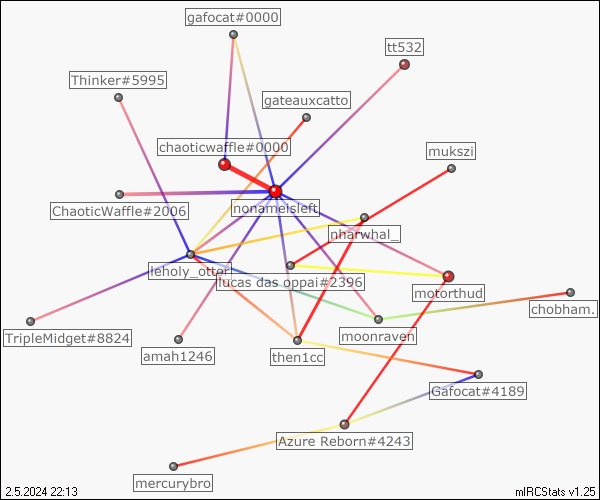 gafocat#0000
tt532
Thinker#5995
gateauxcatto
chaoticwaffle#0000
mukszi
ChaoticWaffle#2006
nonameisleft
nharwhal_
leholy_otter
lucas das oppai#2396
motorthud
chobham.
TripleMidget#8824
amah1246
then1cc
moonraven
Gafocat#4189
Azure Reborn#4243
mercurybro
2.5.2024 22:13
mIRCStats v1.25